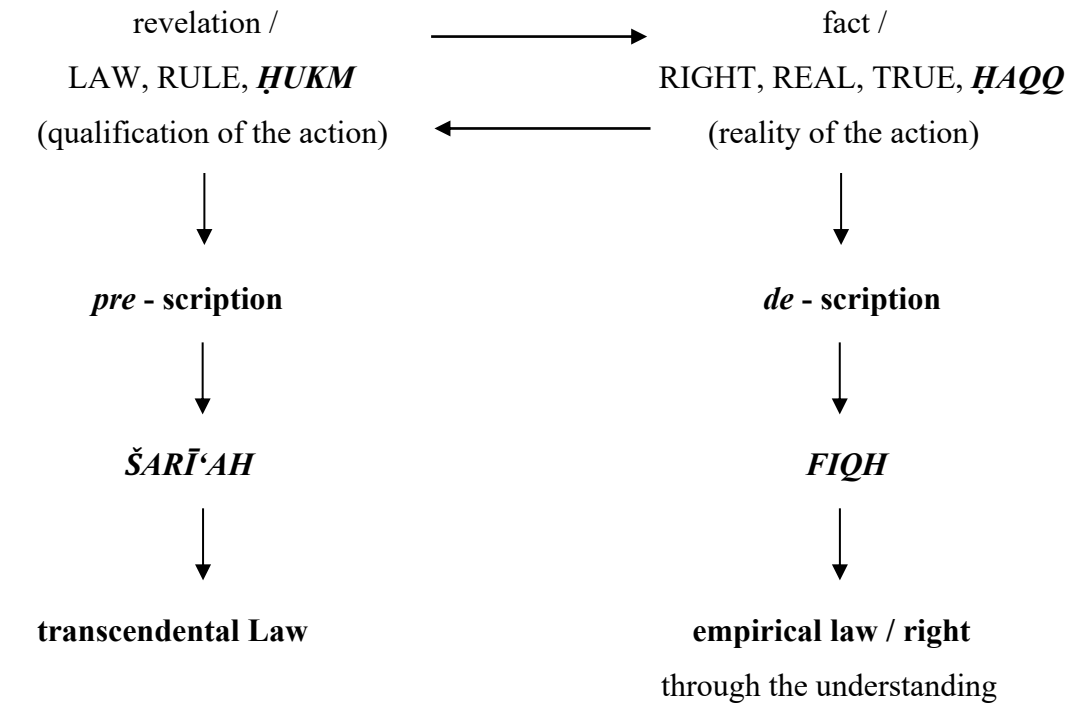 revelation /
LAW, RULE, ḤUKM
(qualification of the action)
fact /
RIGHT, REAL, TRUE, ḤAQQ
(reality of the action)
pre - scription
de - scription
ŠARĪ‘AH
FIQH
transcendental Law
empirical law / right
through the understanding